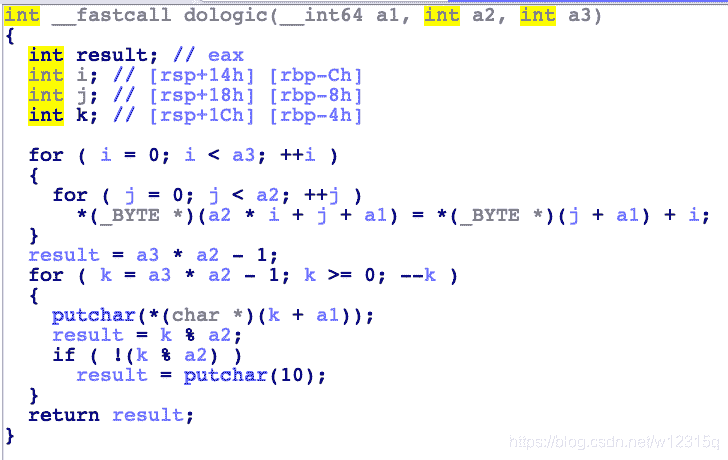 int __fastcall dologic(__int64 a1, int a2, int a3)
{
  int result; // eax
  int i; // [rsp+14h] [rbp-Ch]
  int j; // [rsp+18h] [rbp-8h]
  int k; // [rsp+1Ch] [rbp-4h]

  for ( i = 0; i < a3; ++i )
  {
    for ( j = 0; j < a2; ++j )
      *(_BYTE *)(a2 * i + j + a1) = *(_BYTE *)(j + a1) + i;
  }
  result = a3 * a2 - 1;
  for ( k = a3 * a2 - 1; k >= 0; --k )
  {
    putchar(*(char *)(k + a1));
    result = k % a2;
    if ( !(k % a2) )
      result = putchar(10);
  }
  return result;
}
https://blog.csdn.net/w12315q